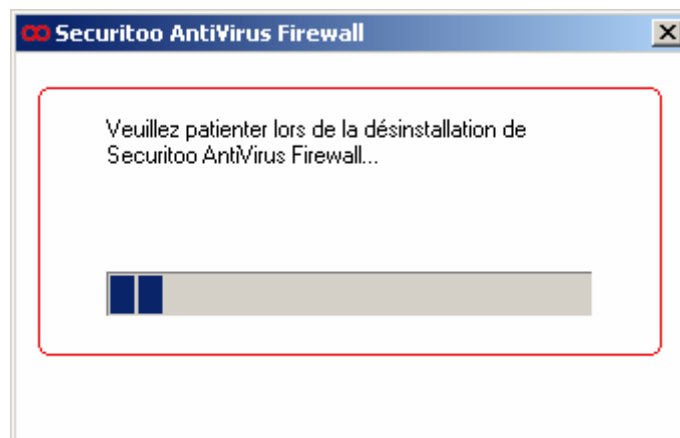 Securitoo AntiVirus Firewall
Veuillez patienter lors de la désinstallation de
Securitoo AntiVirus Firewall...